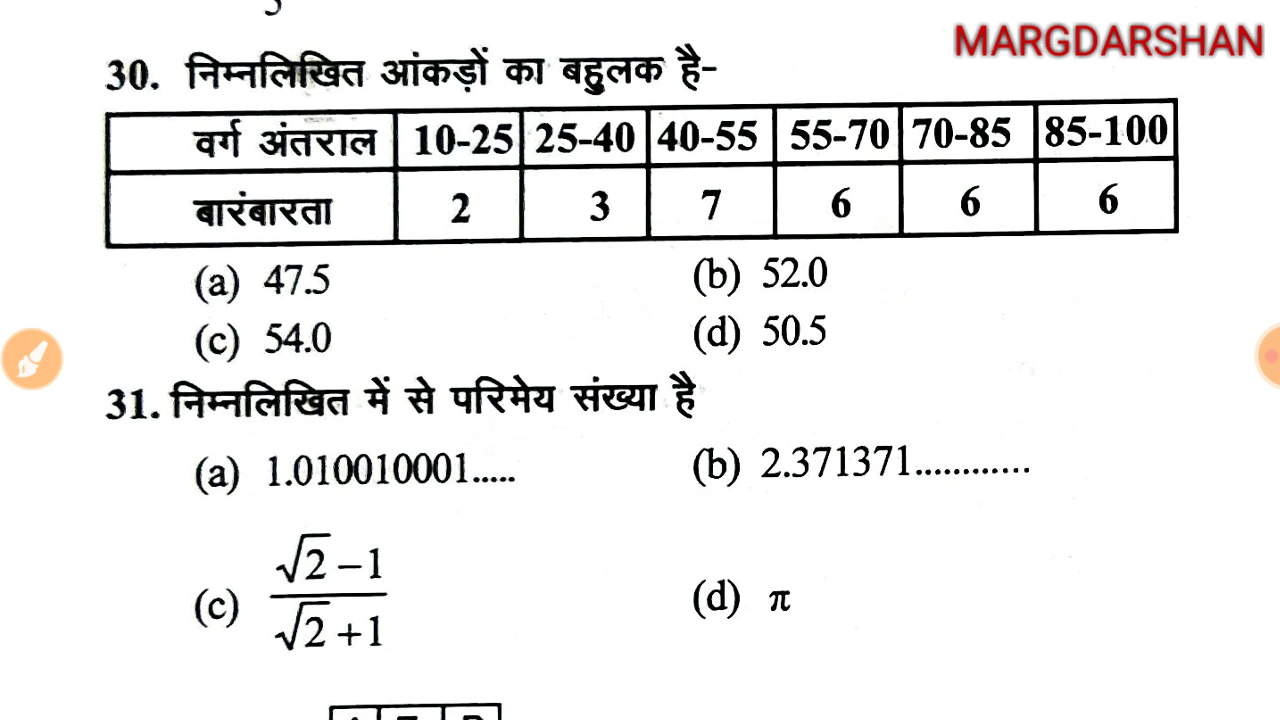 MARGDARSHAN
30. निम्नलिखित आंकड़ों का बहुलक है-
वर्ग अंतराल 10-25 25-40 40-55 55-70 70-85 85-100
बारंबारता 2 3 7 6 6 6
(a) 47.5 (b) 52.0
(c) 54.0 (d) 50.5
31. निम्नलिखित में से परिमेय संख्या है
(a) 1.010010001..... (b) 2.371371............
(c) (√2 −1)/(√2 +1) (d) π